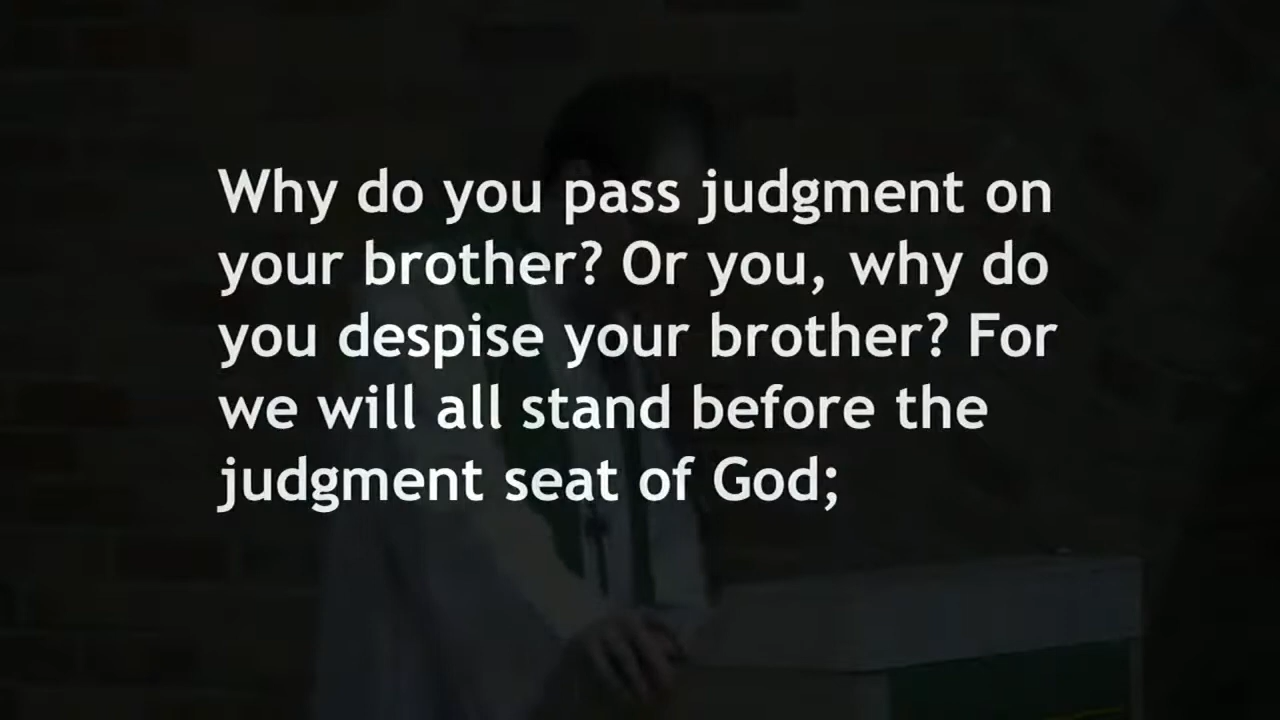 Why do you pass judgment on
your brother? Or you, why do
you despise your brother? For
we will all stand before the
judgment seat of God;